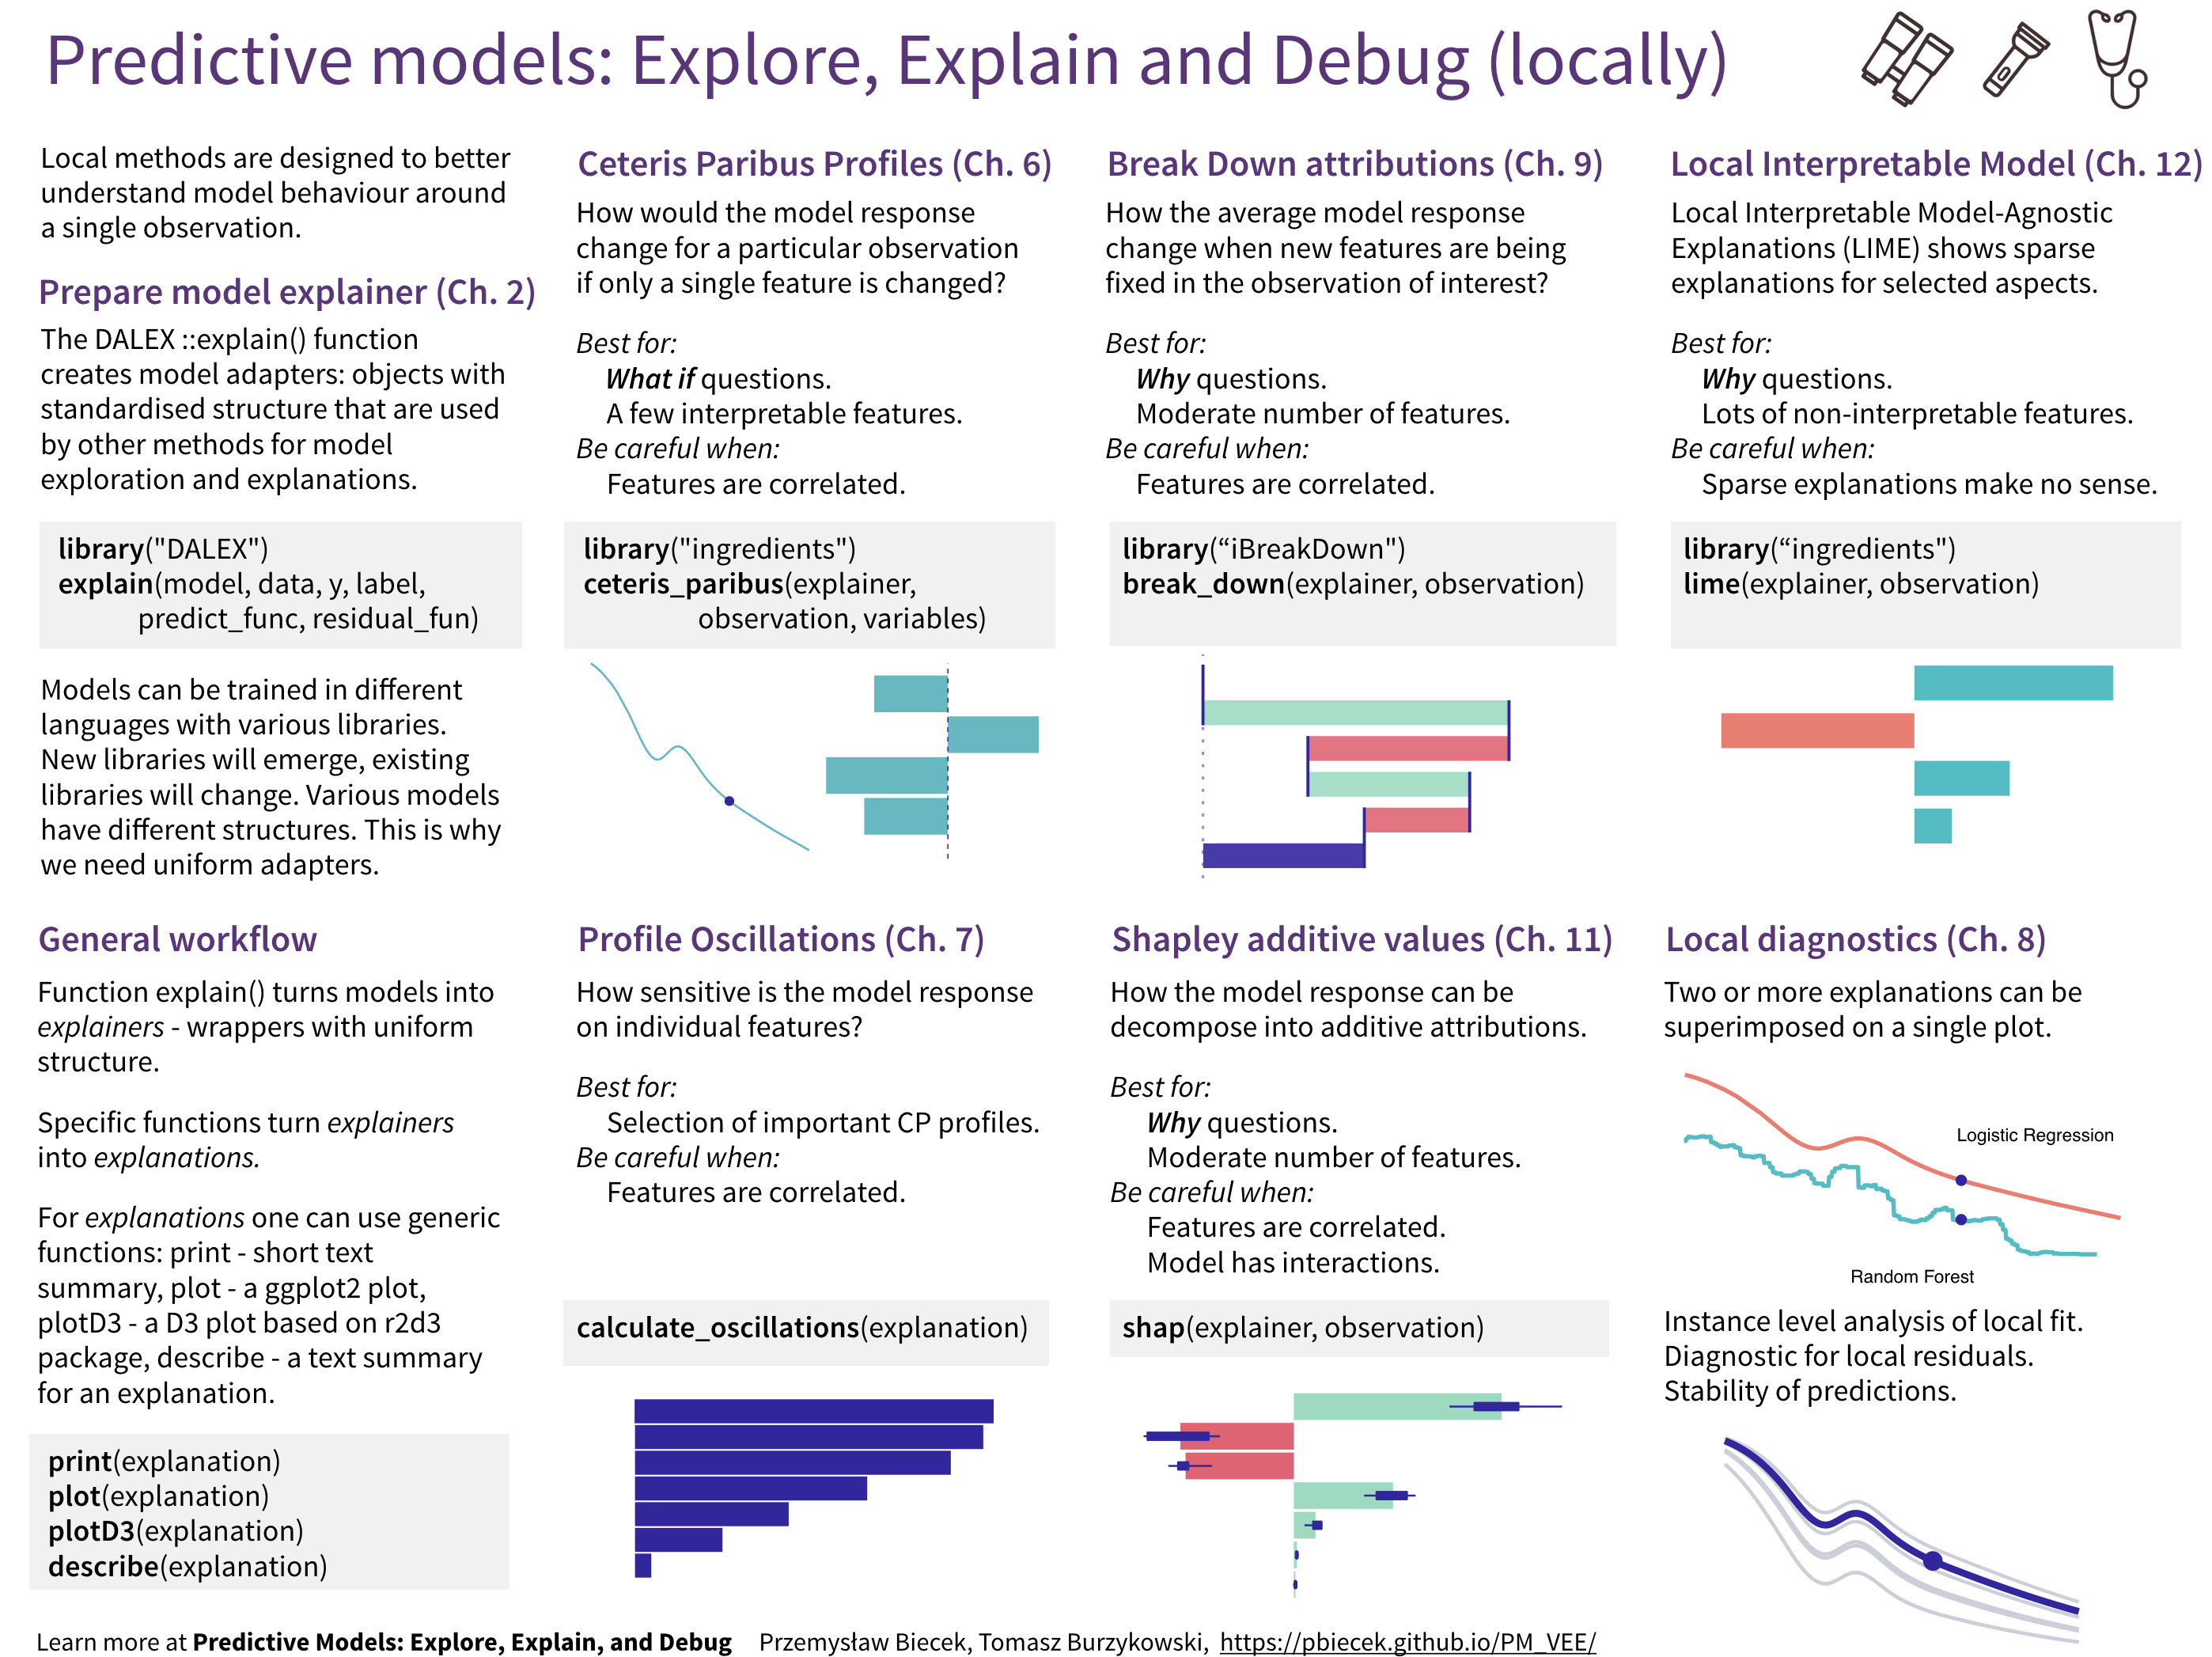 Predictive models: Explore, Explain and Debug (locally)
Local methods are designed to better
understand model behaviour around
a single observation.
Prepare model explainer (Ch. 2)
The DALEX ::explain() function
creates model adapters: objects with
standardised structure that are used
by other methods for model
exploration and explanations.
library("DALEX")
explain(model, data, y, label,
predict_func, residual_fun)
Models can be trained in different
languages with various libraries.
New libraries will emerge, existing
libraries will change. Various models
have different structures. This is why
we need uniform adapters.
General workflow
Function explain() turns models into
explainers - wrappers with uniform
structure.
Specific functions turn explainers
into explanations.
For explanations one can use generic
functions: print - short text
summary, plot - a ggplot2 plot,
plotD3 - a D3 plot based on r2d3
package, describe - a text summary
for an explanation.
print(explanation)
plot(explanation)
plotD3(explanation)
describe(explanation)
Ceteris Paribus Profiles (Ch. 6)
How would the model response
change for a particular observation
if only a single feature is changed?
Best for:
What if questions.
A few interpretable features.
Be careful when:
Features are correlated.
library("ingredients")
ceteris_paribus(explainer,
observation, variables)
Profile Oscillations (Ch. 7)
How sensitive is the model response
on individual features?
Best for:
Selection of important CP profiles.
Be careful when:
Features are correlated.
calculate_oscillations(explanation)
Break Down attributions (Ch. 9)
How the average model response
change when new features are being
fixed in the observation of interest?
Best for:
Why questions.
Moderate number of features.
Be careful when:
Features are correlated.
library(“iBreakDown")
break_down(explainer, observation)
Shapley additive values (Ch. 11)
How the model response can be
decompose into additive attributions.
Best for:
Why questions.
Moderate number of features.
Be careful when:
Features are correlated.
Model has interactions.
shap(explainer, observation)
Local Interpretable Model (Ch. 12)
Local Interpretable Model-Agnostic
Explanations (LIME) shows sparse
explanations for selected aspects.
Best for:
Why questions.
Lots of non-interpretable features.
Be careful when:
Sparse explanations make no sense.
library(“ingredients")
lime(explainer, observation)
Local diagnostics (Ch. 8)
Two or more explanations can be
superimposed on a single plot.
Logistic Regression
Random Forest
Instance level analysis of local fit.
Diagnostic for local residuals.
Stability of predictions.
Learn more at Predictive Models: Explore, Explain, and Debug Przemysław Biecek, Tomasz Burzykowski, https://pbiecek.github.io/PM_VEE/